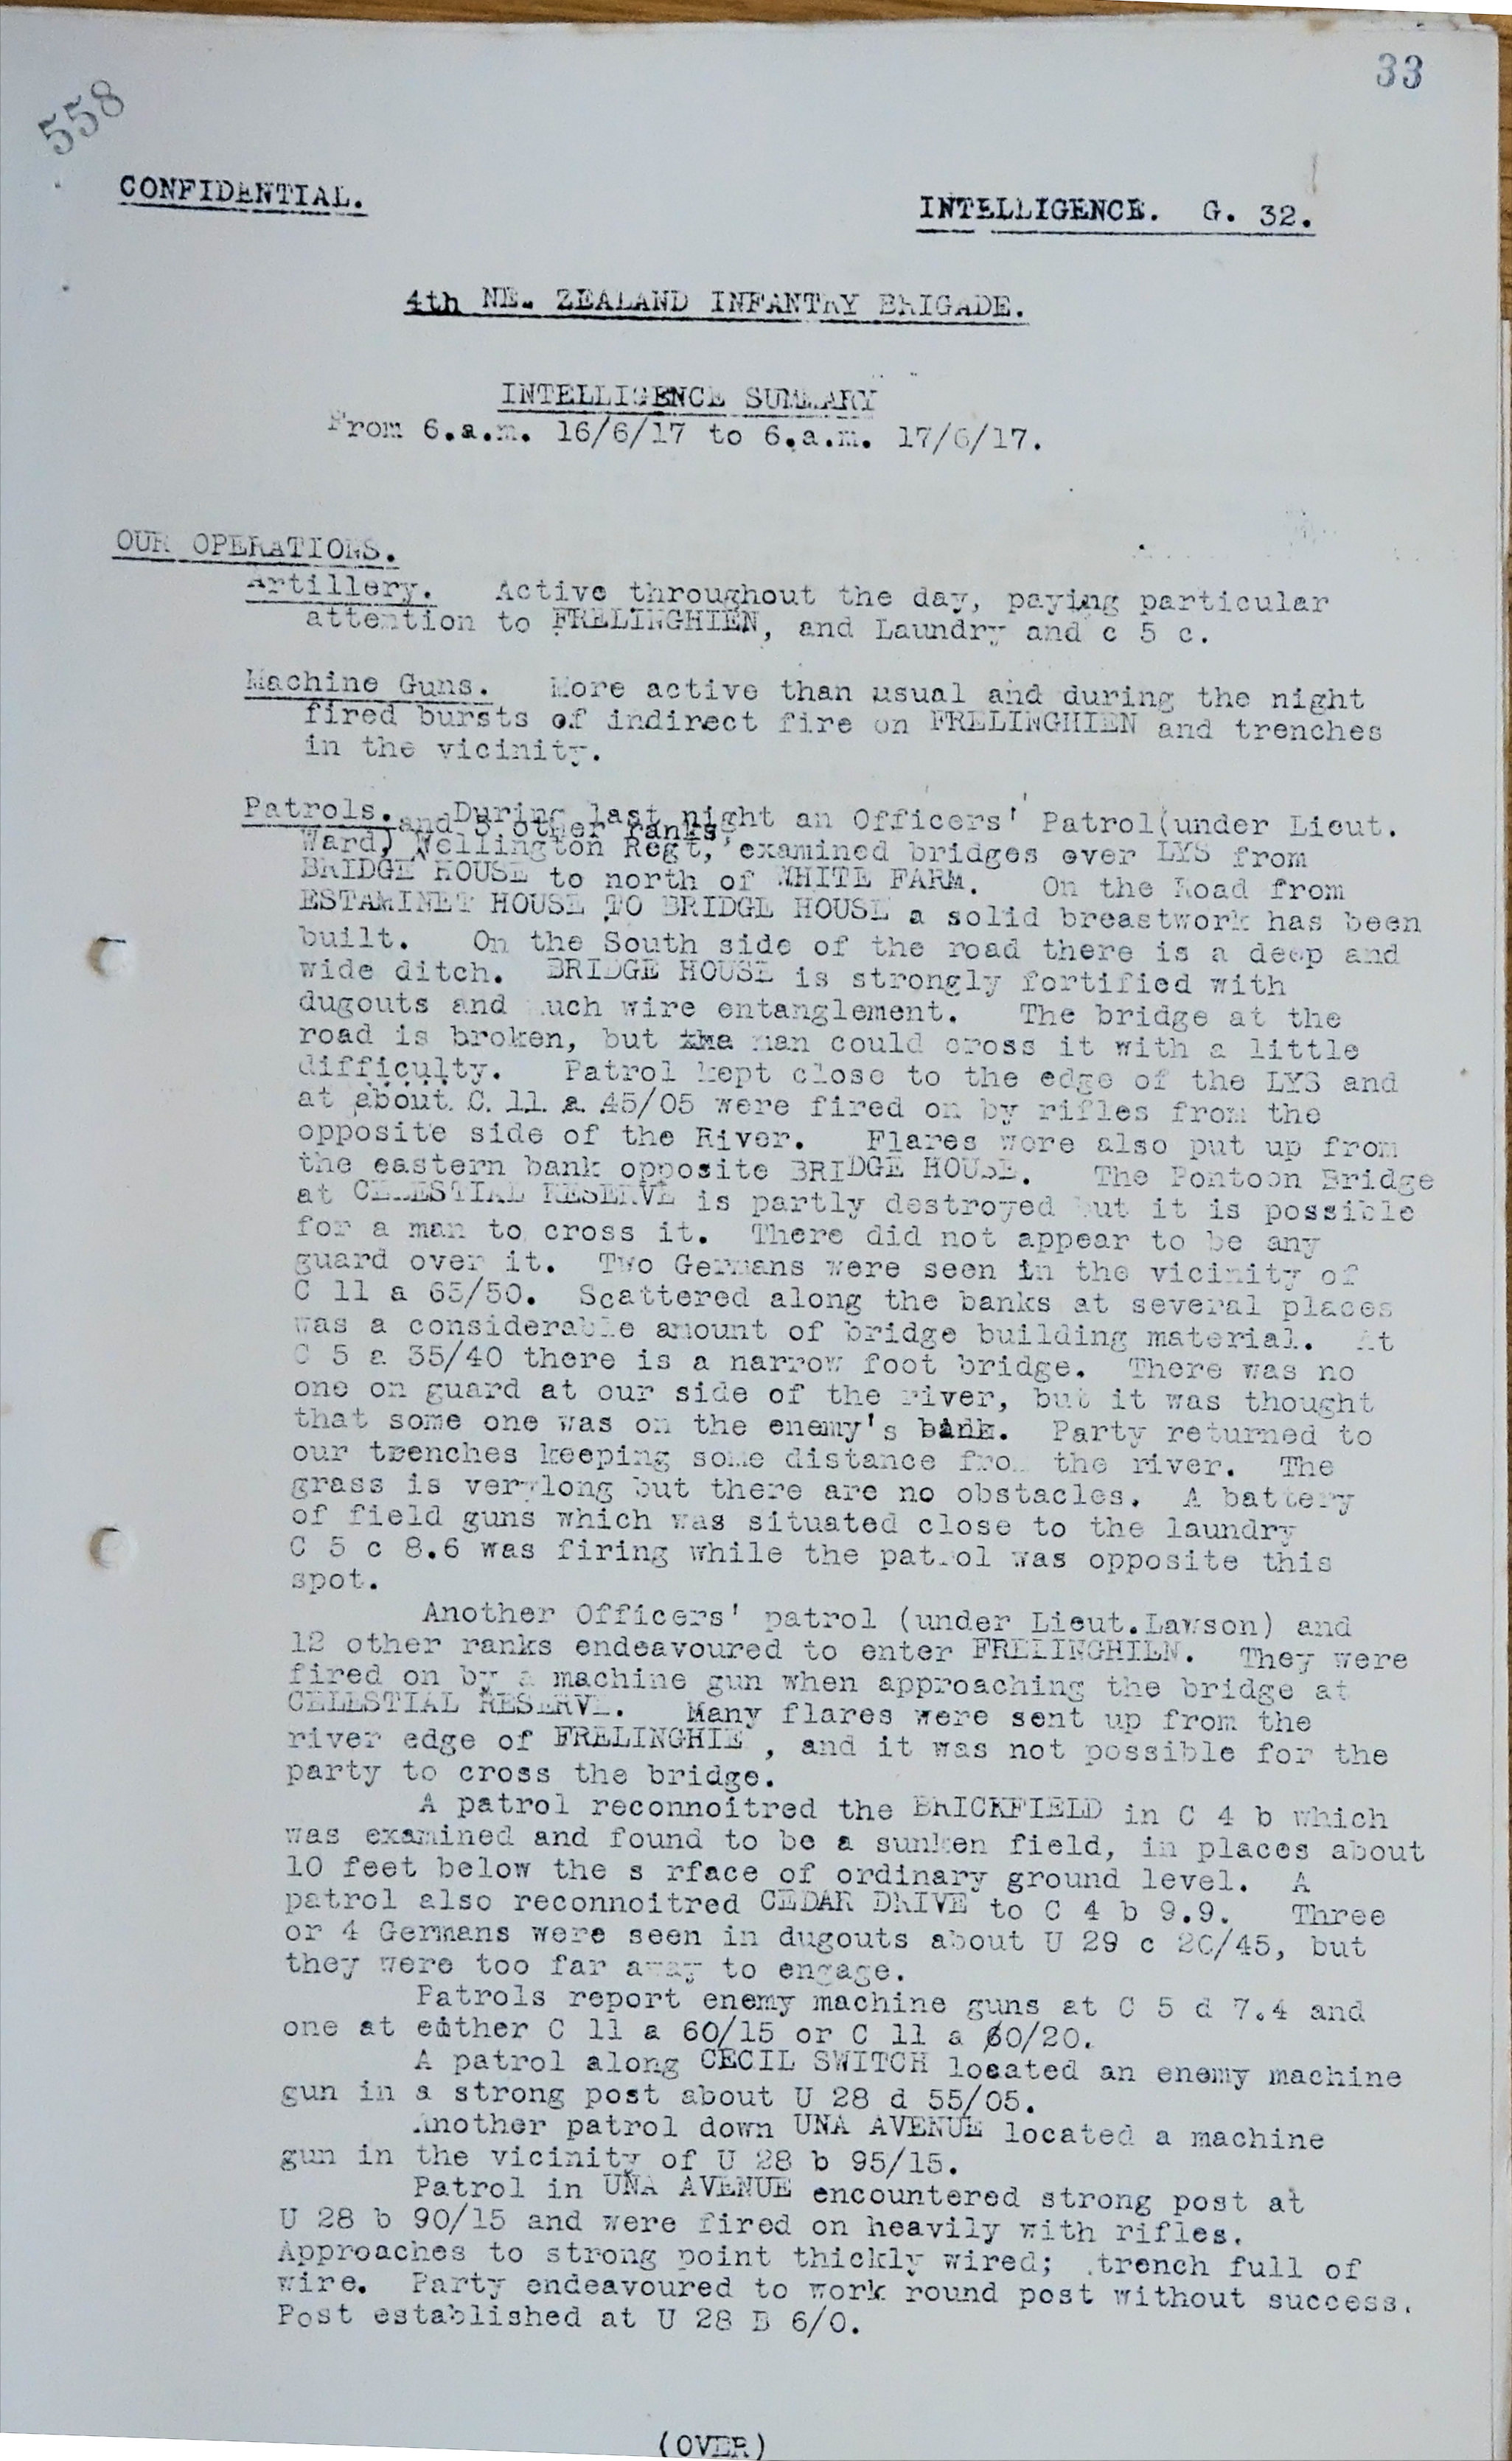 33
558
CONFIDENTIAL.
INTELLIGENCE. G. 32.
4th NE. ZEALAND INFANTRY BRIGADE.
INTELLIGENCE SUMMARY
From 6.a.m. 16/6/17 to 6.a.m. 17/6/17.
OUR OPERATIONS.
Artillery. Active throughout the day, paying particular
attention to FRELINGHIEN, and Laundry and c 5 c.
Machine Guns. More active than usual and during the night
fired bursts of indirect fire on FRELINGHIEN and trenches
in the vicinity.
Patrols. During last night an Officers' Patrol(under Lieut.
and 5 other ranks
Ward) Wellington Regt, examined bridges over LYS from
BRIDGE HOUSE to north of WHITE FARM. On the Road from
ESTAMINET HOUSE TO BRIDGE HOUSE a solid breastwork has been
built. On the South side of the road there is a deep and
wide ditch. BRIDGE HOUSE is strongly fortified with
dugouts and much wire entanglement. The bridge at the
road is broken, but man could cross it with a little
difficulty. Patrol kept close to the edge of the LYS and
at about. C. 11. a .45/05 were fired on by rifles from the
opposite side of the River. Flares were also put up from
the eastern bank opposite BRIDGE HOUSE. The Pontoon Bridge
at CELESTIAL RESERVE is partly destroyed but it is possible
for a man to cross it. There did not appear to be any
guard over it. Two Germans were seen in the vicinity of
C 11 a 65/50. Scattered along the banks at several places
was a considerable amount of bridge building material. At
C 5 a 35/40 there is a narrow foot bridge. There was no
one on guard at our side of the river, but it was thought
that some one was on the enemy's bank. Party returned to
our trenches keeping some distance from the river. The
grass is verylong but there are no obstacles. A battery
of field guns which was situated close to the laundry
C 5 c 8.6 was firing while the patrol was opposite this
spot.
Another Officers' patrol (under Lieut.Lawson) and
12 other ranks endeavoured to enter FRELINGHIEN. They were
fired on by a machine gun when approaching the bridge at
CELESTIAL RESERVE. Many flares were sent up from the
river edge of FRELINGHIE , and it was not possible for the
party to cross the bridge.
A patrol reconnoitred the BRICKFIELD in C 4 b which
was examined and found to be a sunken field, in places about
10 feet below the s rface of ordinary ground level. A
patrol also reconnoitred CEDAR DRIVE to C 4 b 9.9. Three
or 4 Germans were seen in dugouts about U 29 c 20/45, but
they were too far away to engage.
Patrols report enemy machine guns at C 5 d 7.4 and
one at either C 11 a 60/15 or C 11 a 60/20.
A patrol along CECIL SWITCH located an enemy machine
gun in a strong post about U 28 d 55/05.
Another patrol down UNA AVENUE located a machine
gun in the vicinity of U 28 b 95/15.
Patrol in UNA AVENUE encountered strong post at
U 28 b 90/15 and were fired on heavily with rifles.
Approaches to strong point thickly wired; .trench full of
wire. Party endeavoured to work round post without success.
Post established at U 28 B 6/0.
(OVER)